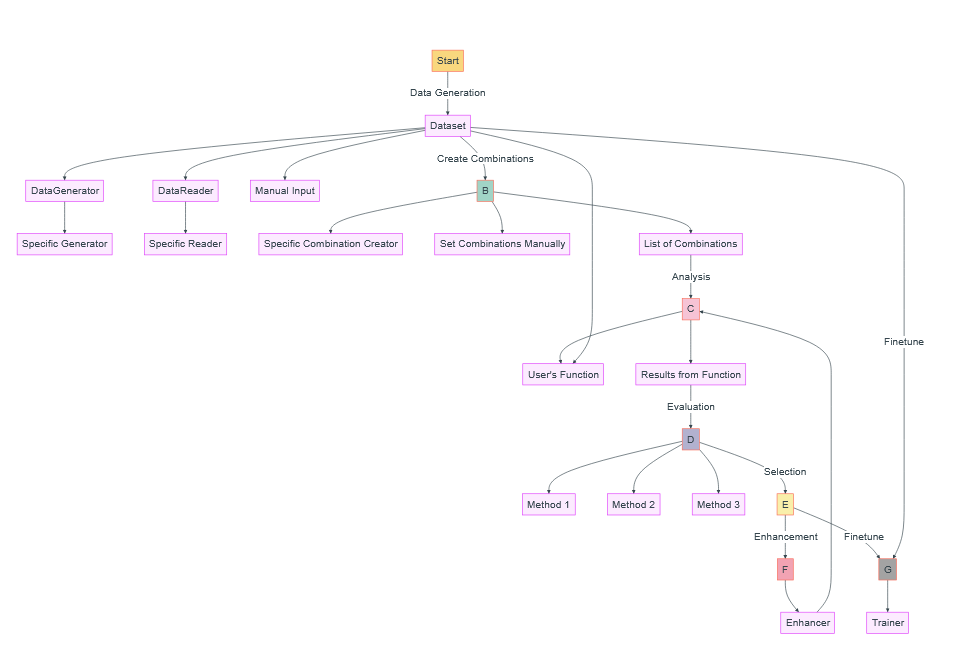 Start
Data Generation
Dataset
Create Combinations
DataGenerator
DataReader
Manual Input
B
Specific Generator
Specific Reader
Specific Combination Creator
Set Combinations Manually
List of Combinations
Analysis
C
Finetune
User's Function
Results from Function
Evaluation
D
Selection
Method 1
Method 2
Method 3
E
Enhancement
Finetune
F
G
Enhancer
Trainer